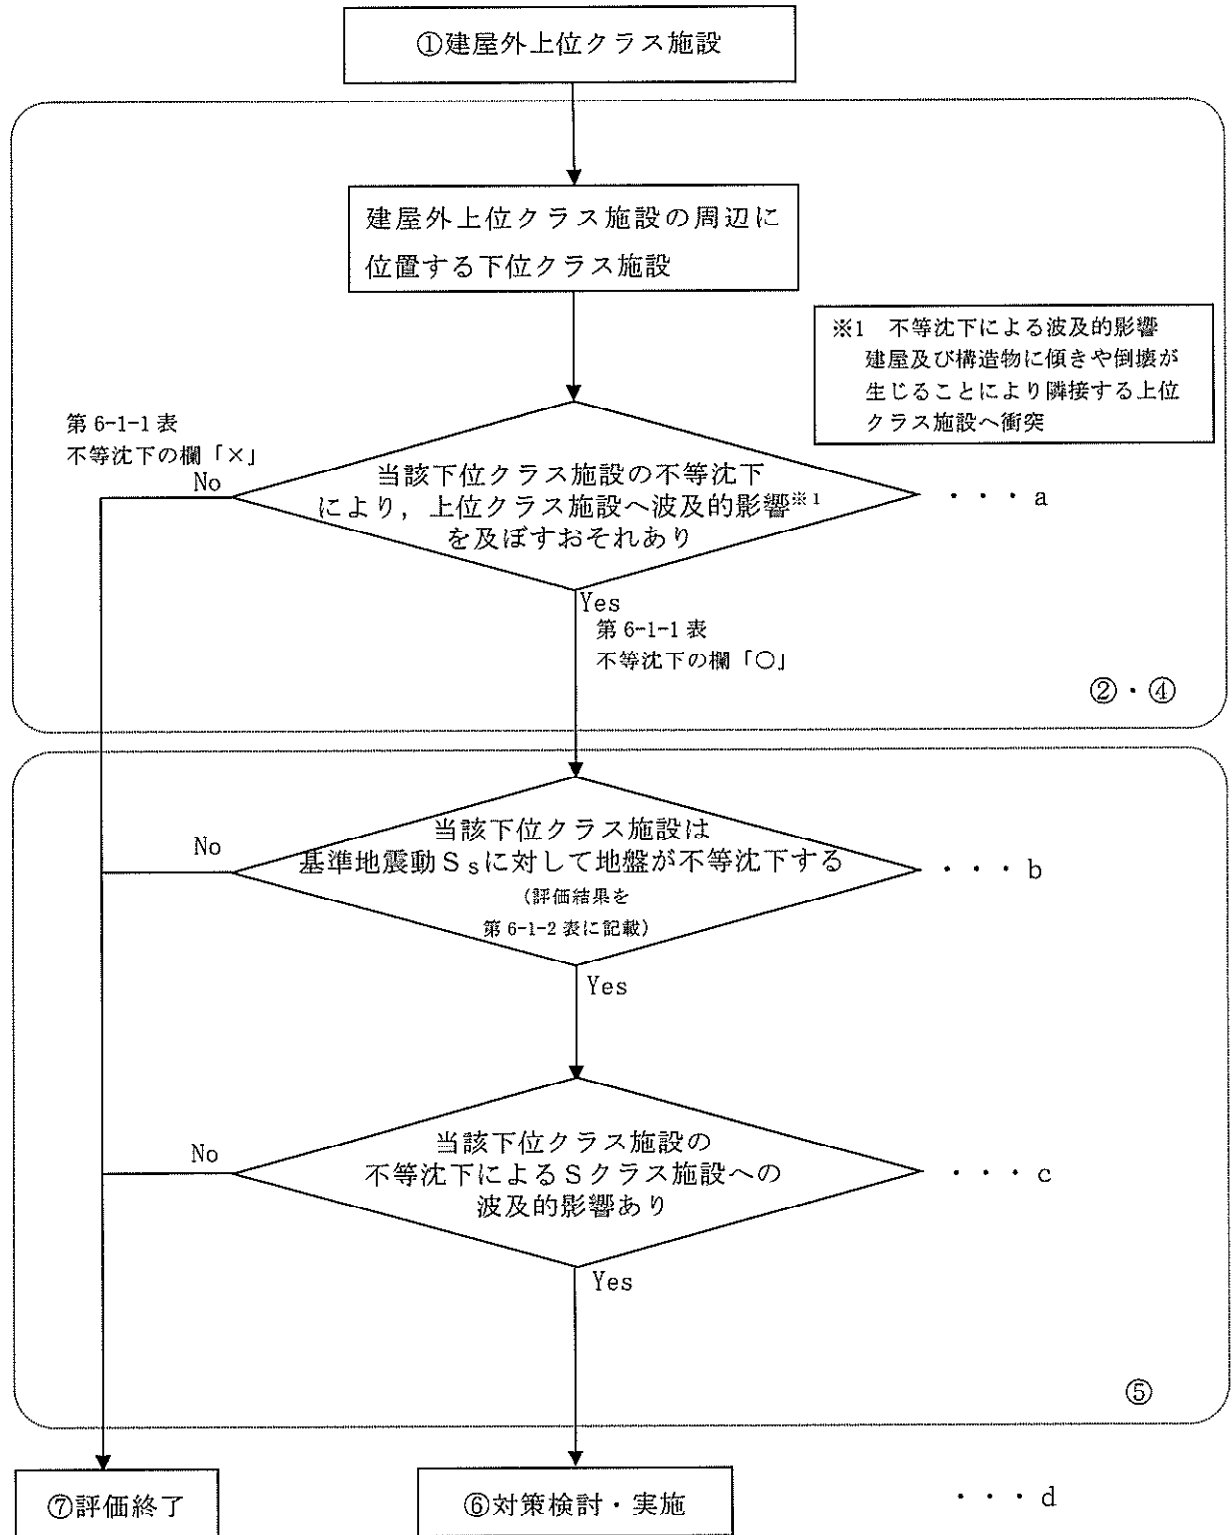 ①建屋外上位クラス施設
建屋外上位クラス施設の周辺に
位置する下位クラス施設
※1 不等沈下による波及的影響
建屋及び構造物に傾きや倒壊が
生じることにより隣接する上位
クラス施設へ衝突
第 6-1-1 表
不等沈下の欄「×」
No
当該下位クラス施設の不等沈下
により，上位クラス施設へ波及的影響※1
を及ぼすおそれあり
・・・a
Yes
第 6-1-1 表
不等沈下の欄「○」
②・④
No
当該下位クラス施設は
基準地震動Ｓsに対して地盤が不等沈下する
(評価結果を
第 6-1-2 表に記載)
・・・b
Yes
No
当該下位クラス施設の
不等沈下によるＳクラス施設への
波及的影響あり
・・・c
Yes
⑤
⑦評価終了
⑥対策検討・実施
・・・d